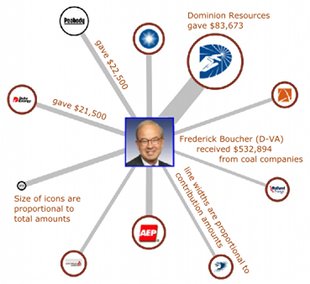 Peabody
Dominion Resources
gave $83,673
gave $22,500
gave $21,500
Frederick Boucher (D-VA)
received $532,894
from coal companies
line widths are proportional to
contribution amounts
Size of icons are
proportional to
total amounts
AEP